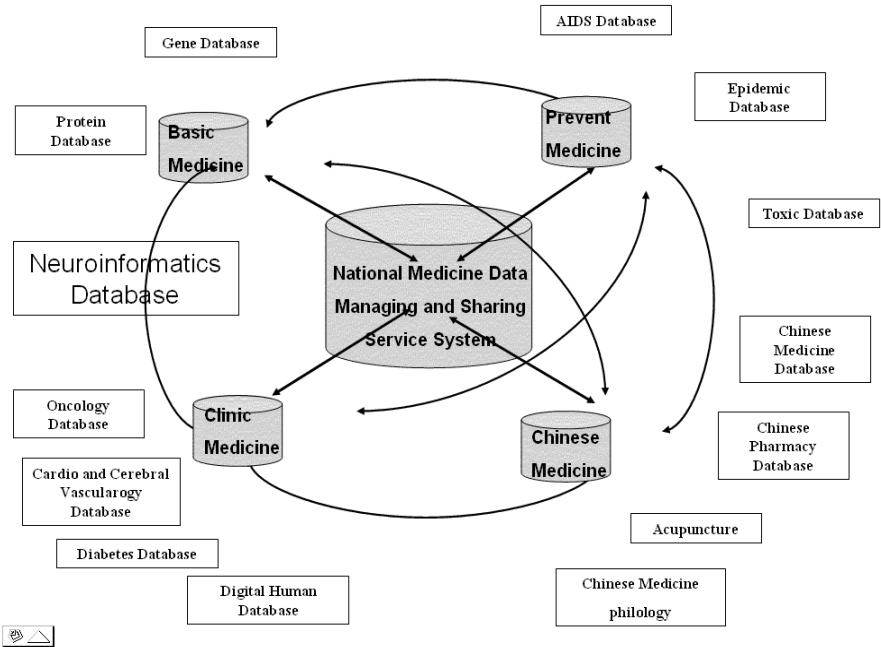 AIDS Database
Gene Database
Epidemic
Database
Protein
Database
Basic
Medicine
Prevent
Medicine
Toxic Database
Neuroinformatics
Database
National Medicine Data
Managing and Sharing
Service System
Chinese
Medicine
Database
Oncology
Database
Clinic
Medicine
Chinese
Medicine
Chinese
Pharmacy
Database
Cardio and Cerebral
Vascularogy
Database
Acupuncture
Diabetes Database
Digital Human
Database
Chinese Medicine
philology